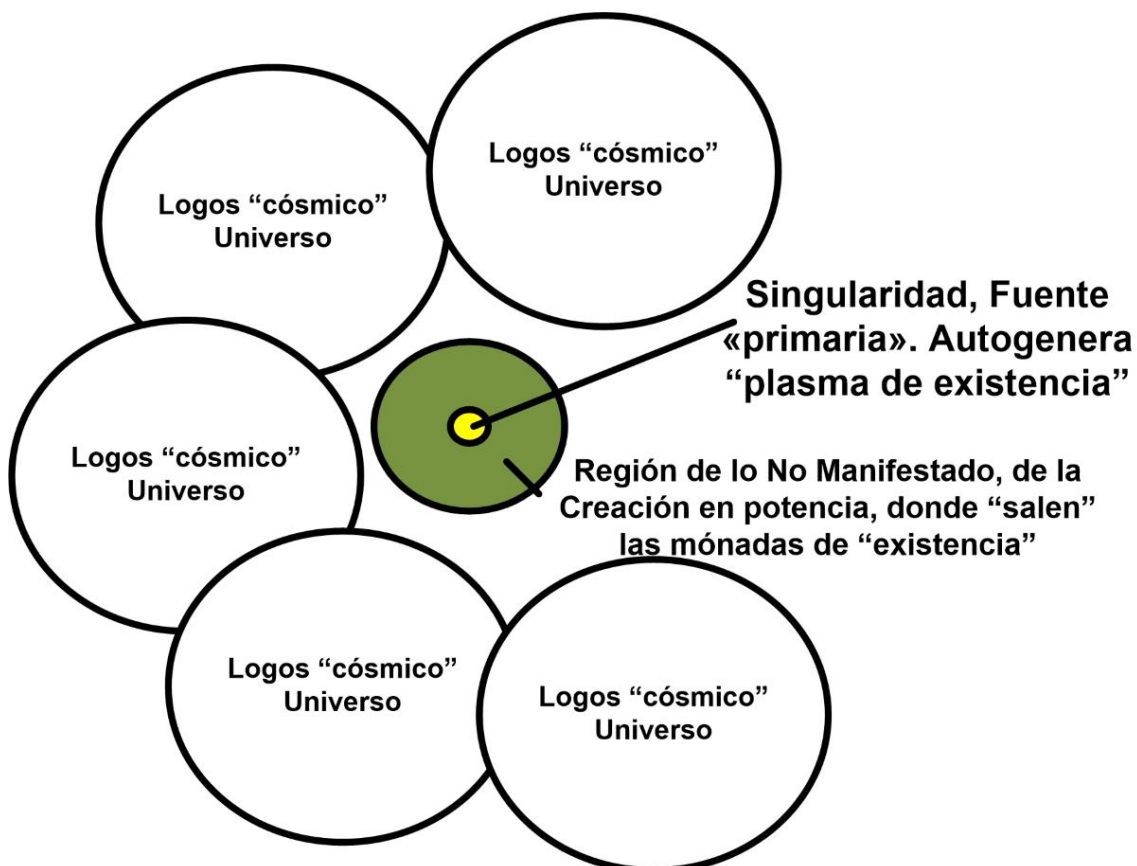 Logos “cósmico”
Universo
Logos “cósmico”
Universo
Singularidad, Fuente
«primaria». Autogenera
“plasma de existencia”
Logos “cósmico”
Universo
Región de lo No Manifestado, de la
Creación en potencia, donde “salen”
las mónadas de “existencia”
Logos “cósmico”
Universo
Logos “cósmico”
Universo